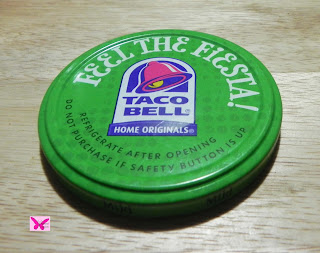 FEEL THE FIESTA!
TACO
BELL®
HOME ORIGINALS®
REFRIGERATE AFTER OPENING
DO NOT PURCHASE IF SAFETY BUTTON IS UP